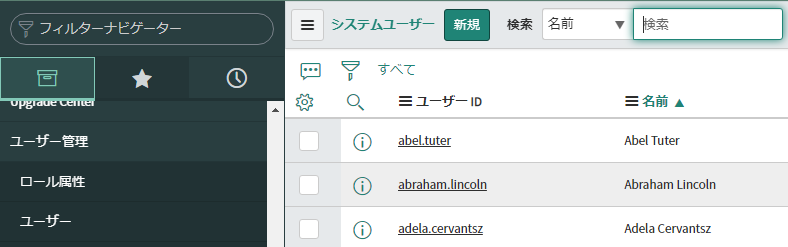 フィルターナビゲーター
Upgrade Center
ユーザー管理
ロール属性
ユーザー
システムユーザー 新規 検索 名前 検索
すべて
ユーザー ID 名前
abel.tuter Abel Tuter
abraham.lincoln Abraham Lincoln
adela.cervantsz Adela Cervantsz